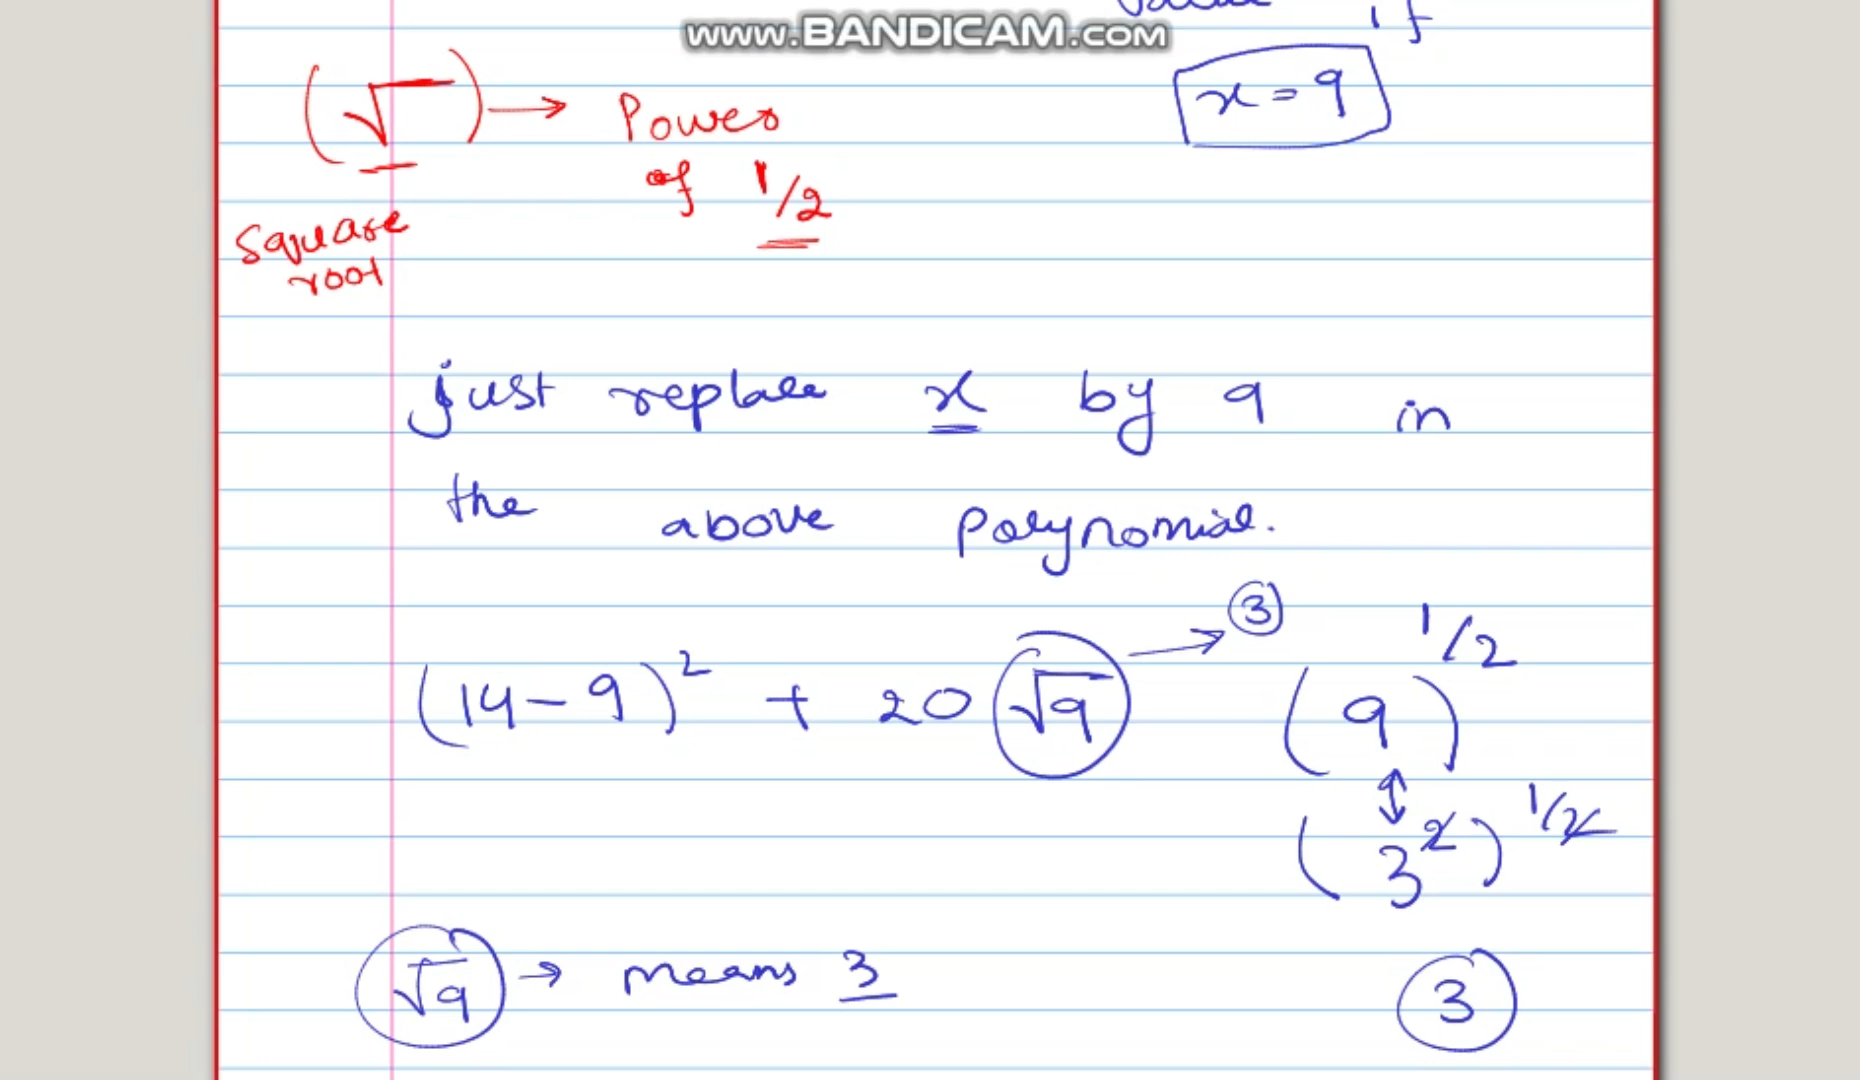 www.BANDICAM.com
if
x = 9
(√ ) → Power
of 1/2
Square
root
just replace x by 9 in
the above Polynomial.
(14 - 9)² + 20 √9 → 3
(9)^1/2
↕
(3²)^1/2
√9 → means 3
3